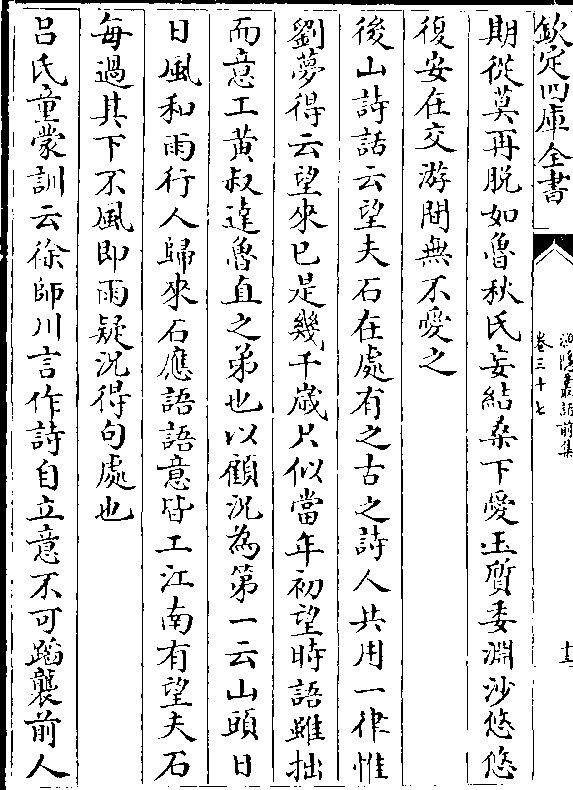 欽定四庫全書
漁隱叢話前集
卷三十七
十三
期從莫再脫如魯秋氏妄結桑下愛玉質委淵沙悠悠
復安在交游間無不愛之
後山詩話云望夫石在處有之古之詩人共用一律惟
劉夢得云望來已是幾千歲只似當年初望時語雖拙
而意工黃叔達魯直之弟也以顧况為第一云山頭日
日風和雨行人歸來石應語語意皆工江南有望夫石
每過其下不風即雨疑况得句處也
呂氏童蒙訓云徐師川言作詩自立意不可蹈襲前人